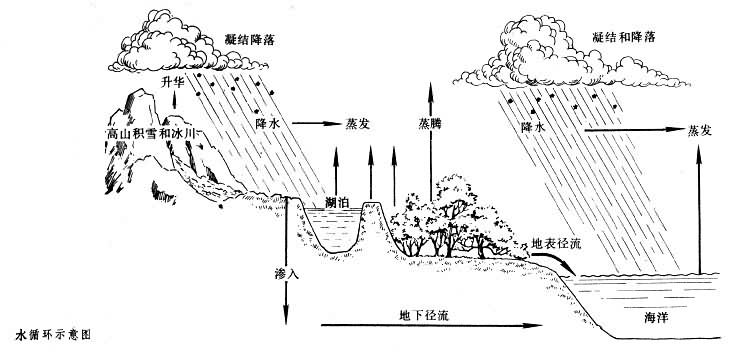 凝结降落
凝结和降落
升华
高山积雪和冰川
降水
蒸发
蒸腾
降水
蒸发
湖泊
地表径流
渗入
地下径流
海洋
水循环示意图